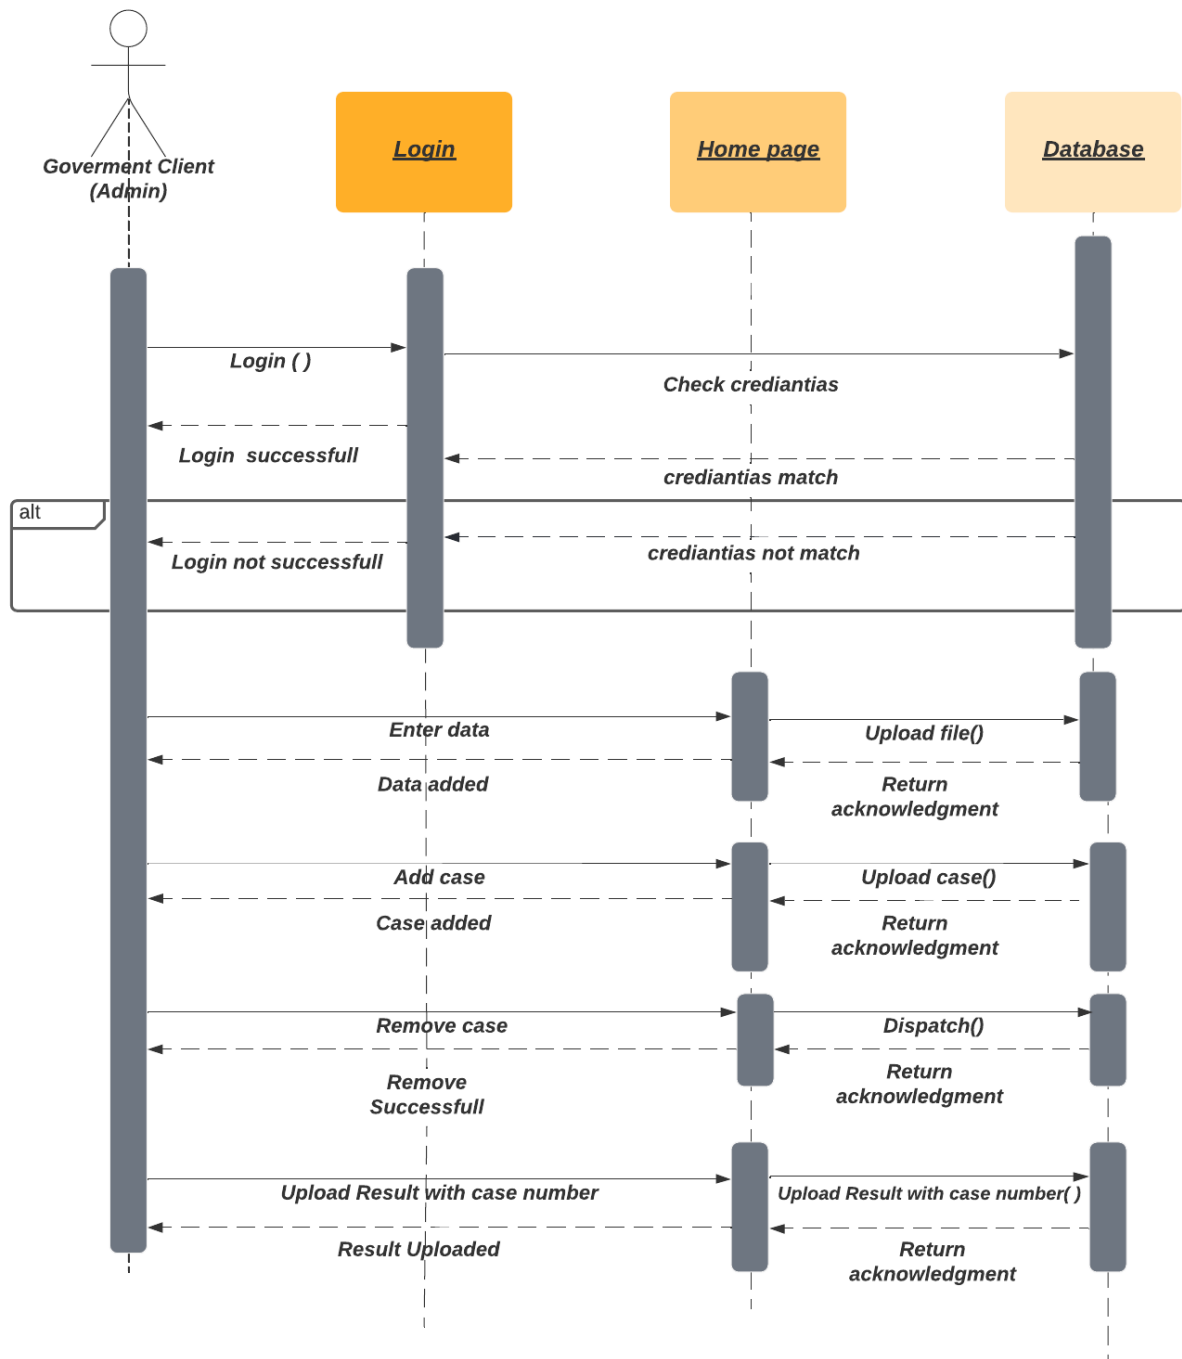 Goverment Client
(Admin)
Login
Home page
Database
Login ( )
Check crediantias
Login  successfull
crediantias match
alt
Login not successfull
crediantias not match
Enter data
Upload file()
Data added
Return
acknowledgment
Add case
Upload case()
Case added
Return
acknowledgment
Remove case
Dispatch()
Remove
Successfull
Return
acknowledgment
Upload Result with case number
Upload Result with case number( )
Result Uploaded
Return
acknowledgment